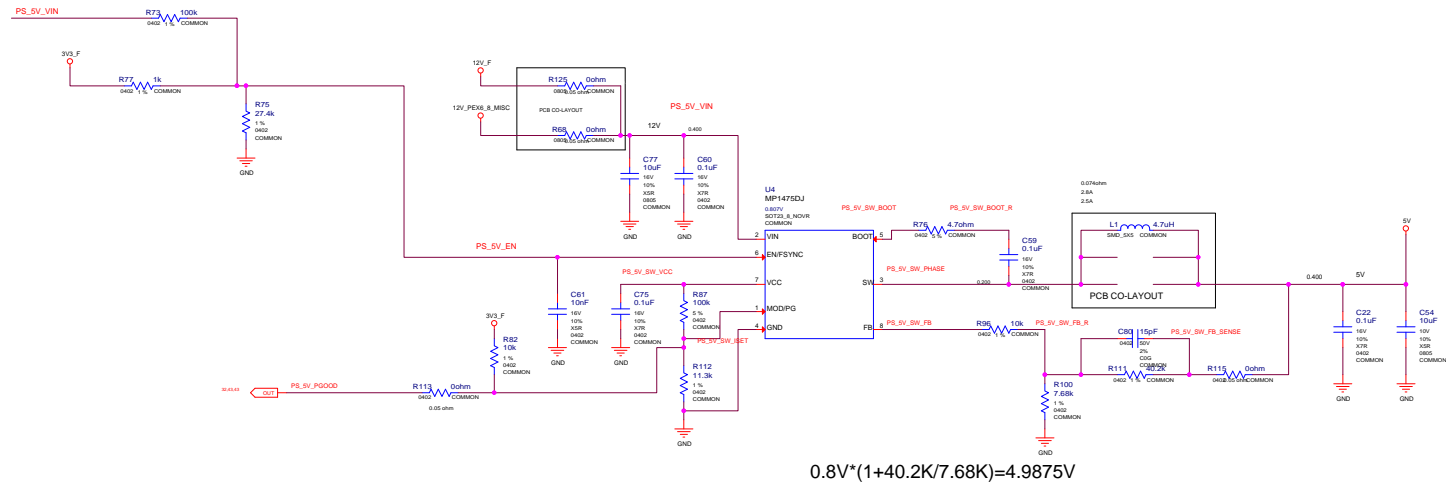 PS_5V_VIN
R73 100k
0402 1 % COMMON
3V3_F
R77 1k
0402 1 % COMMON
R75
27.4k
1 %
0402
COMMON
GND
12V_F
R125 0ohm
0805 0.05 ohm COMMON
PCB CO-LAYOUT
12V_PEX6_8_MISC
R68 0ohm
0805 0.05 ohm COMMON
PS_5V_VIN
12V 0.400
C77
10uF
16V
10%
X5R
0805
COMMON
GND
C60
0.1uF
16V
10%
X7R
0402
COMMON
GND
U4
MP1475DJ
0.807V
SOT23_8_NOVR
COMMON
2 VIN
6 EN/FSYNC
7 VCC
1 MOD/PG
4 GND
BOOT 5
SW 3
FB 8
PS_5V_EN
PS_5V_SW_VCC
C61
10nF
16V
10%
X5R
0402
COMMON
GND
C75
0.1uF
16V
10%
X7R
0402
COMMON
GND
R87
100k
5 %
0402
COMMON
PS_5V_SW_ISET
R112
11.3k
1 %
0402
COMMON
GND
3V3_F
R82
10k
1 %
0402
COMMON
OUT
PS_5V_PGOOD
R113 0ohm
0402 COMMON
0.05 ohm
PS_5V_SW_BOOT
PS_5V_SW_BOOT_R
R76 4.7ohm
0402 5 % COMMON
C59
0.1uF
16V
10%
X7R
0402
COMMON
PS_5V_SW_PHASE
0.200
0.074ohm
2.8A
2.5A
L1 4.7uH
SMD_5X5 COMMON
PCB CO-LAYOUT
5V
0.400 5V
C22
0.1uF
16V
10%
X7R
0402
COMMON
GND
C54
10uF
10V
10%
X5R
0805
COMMON
GND
PS_5V_SW_FB
R96 10k
0402 1 % COMMON
PS_5V_SW_FB_R
C80 15pF
0402 50V
2%
C0G
COMMON
PS_5V_SW_FB_SENSE
R111 40.2k
0402 1 % COMMON
R115 0ohm
0402 0.05 ohm COMMON
R100
7.68k
1 %
0402
COMMON
GND
0.8V*(1+40.2K/7.68K)=4.9875V